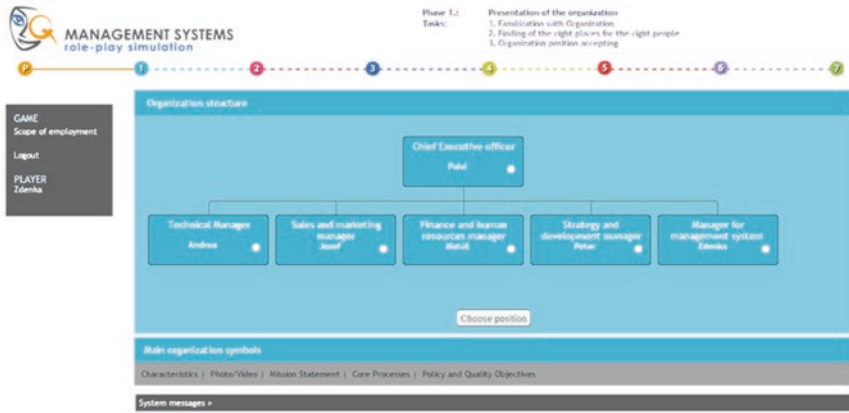 Phase 1.: Presentation of the organization
Tasks: 1. Familization with Organization
2. Finding of the right places for the right people
3. Organization position accepting
MANAGEMENT SYSTEMS
role-play simulation
P 1 2 3 4 5 6 7
GAME
Scope of employment
Logout
PLAYER
Zdenka
Organization structure
Chief Executive officer
Technical Manager
Andrea
Sales and marketing
manager
Jozef
Finance and human
resources manager
Matúš
Strategy and
development manager
Peter
Manager for
management system
Zdenka
Choose position
Main organization symbols
Characteristics | Photo/Video | Mission Statement | Core Processes | Policy and Quality Objectives
System messages »